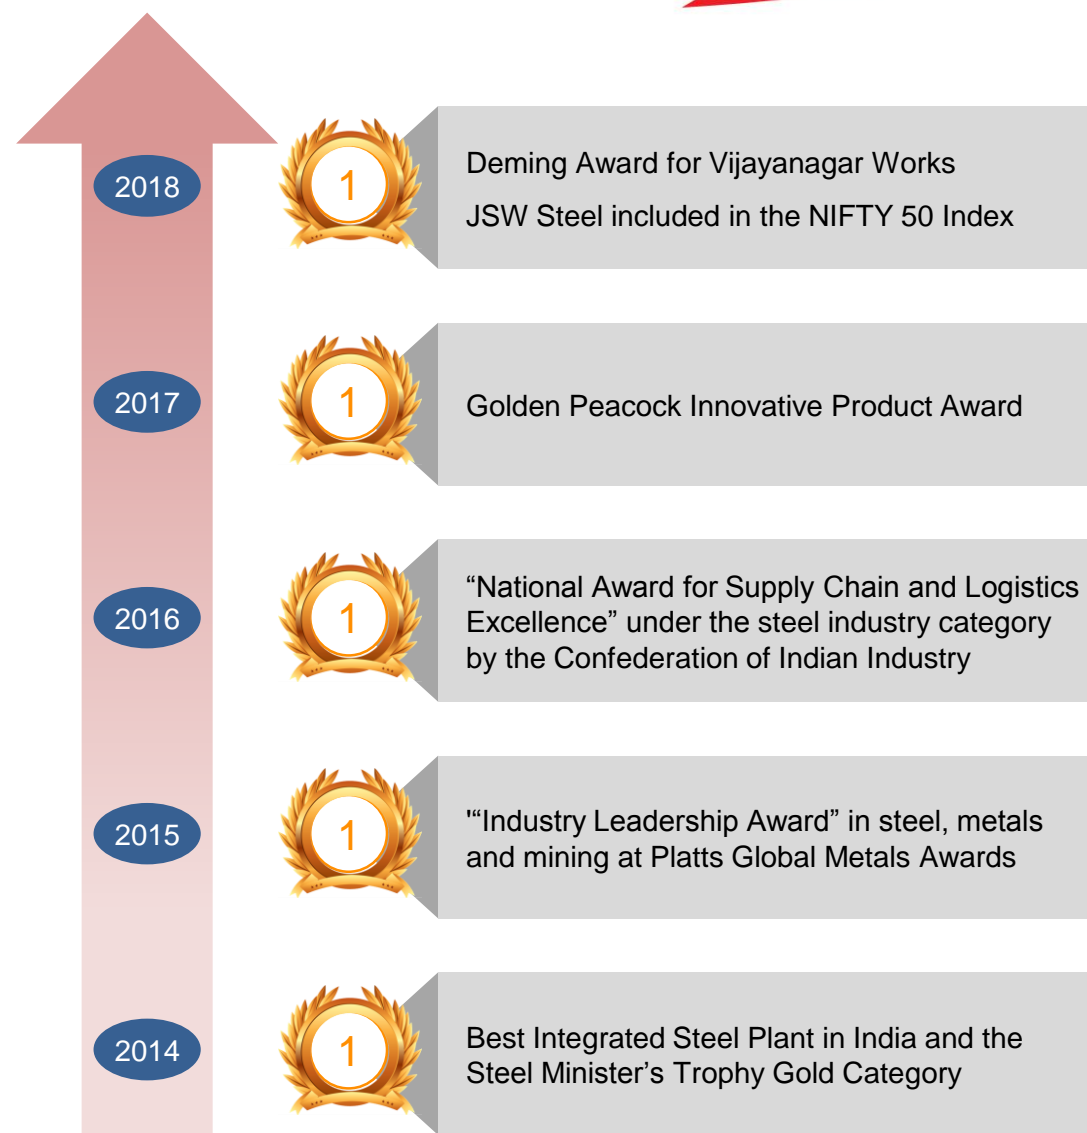 2018
1
Deming Award for Vijayanagar Works
JSW Steel included in the NIFTY 50 Index
2017
1
Golden Peacock Innovative Product Award
2016
1
“National Award for Supply Chain and Logistics
Excellence” under the steel industry category
by the Confederation of Indian Industry
2015
1
'“Industry Leadership Award” in steel, metals
and mining at Platts Global Metals Awards
2014
1
Best Integrated Steel Plant in India and the
Steel Minister’s Trophy Gold Category